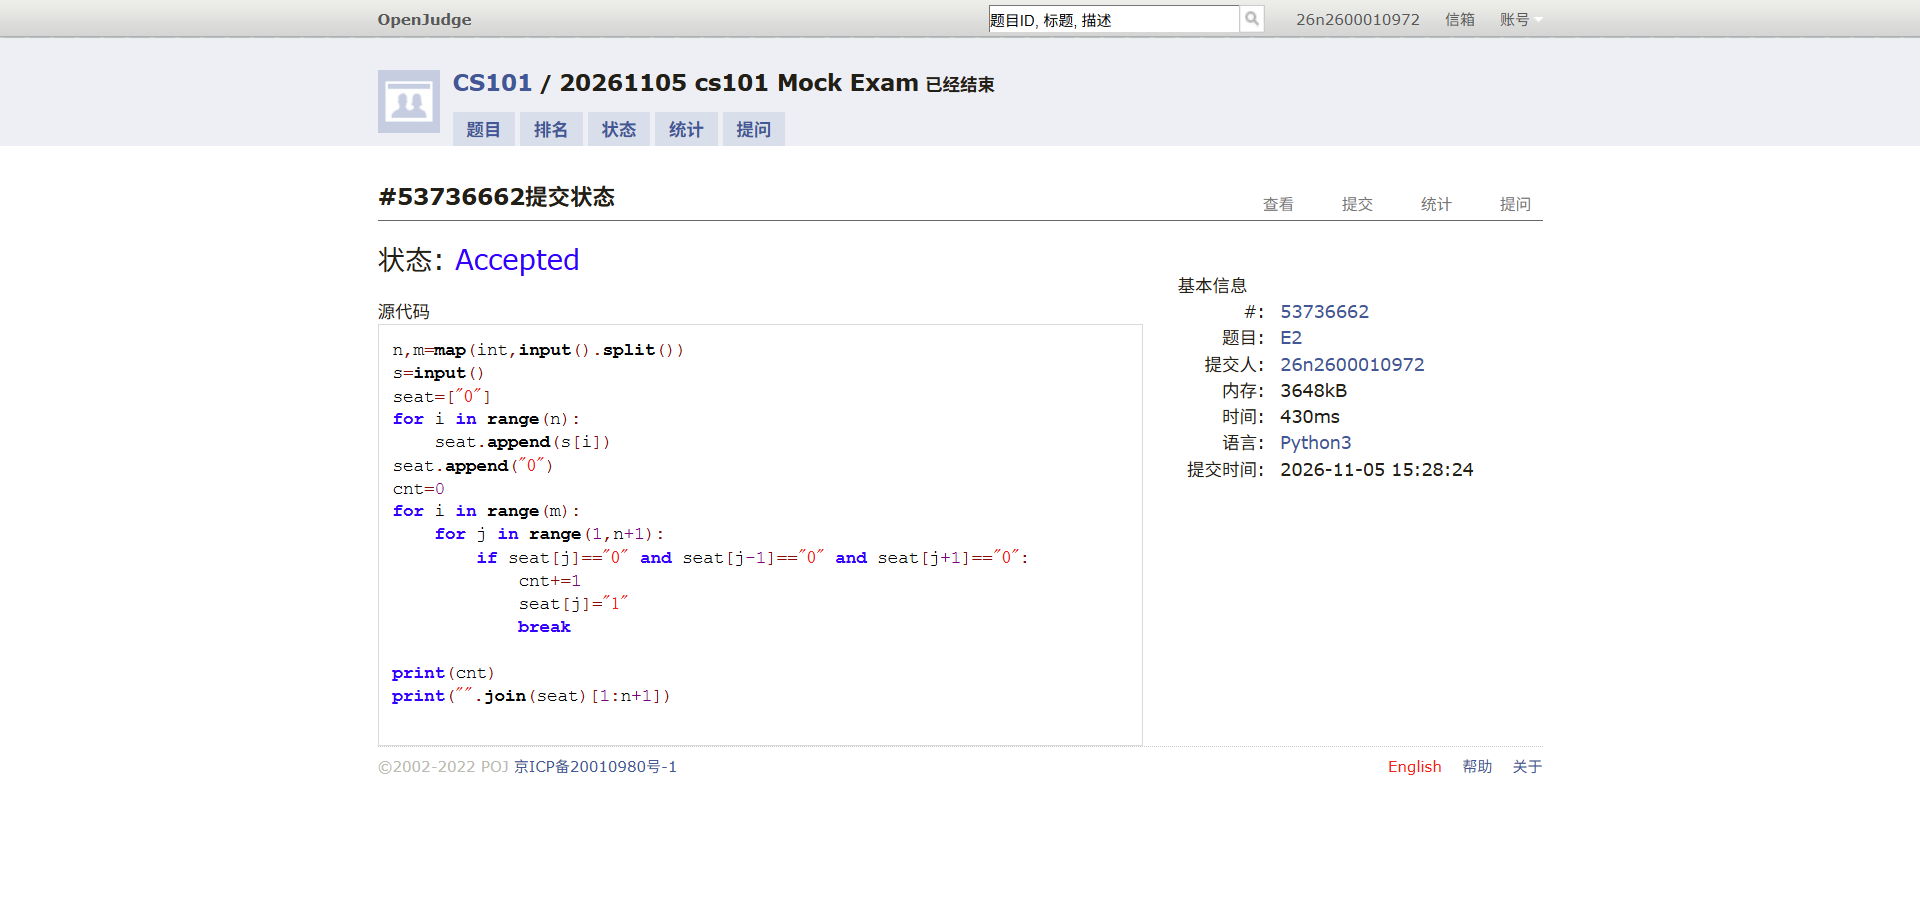 OpenJudge
题目ID, 标题, 描述
26n2600010972 信箱 账号
CS101 / 20261105 cs101 Mock Exam 已经结束
题目 排名 状态 统计 提问
#53736662提交状态
查看 提交 统计 提问
状态: Accepted
源代码
n,m=map(int,input().split())
s=input()
seat=["0"]
for i in range(n):
    seat.append(s[i])
seat.append("0")
cnt=0
for i in range(m):
    for j in range(1,n+1):
        if seat[j]=="0" and seat[j-1]=="0" and seat[j+1]=="0":
            cnt+=1
            seat[j]="1"
            break
print(cnt)
print("".join(seat)[1:n+1])
基本信息
#: 53736662
题目: E2
提交人: 26n2600010972
内存: 3648kB
时间: 430ms
语言: Python3
提交时间: 2026-11-05 15:28:24
©2002-2022 POJ 京ICP备20010980号-1
English 帮助 关于